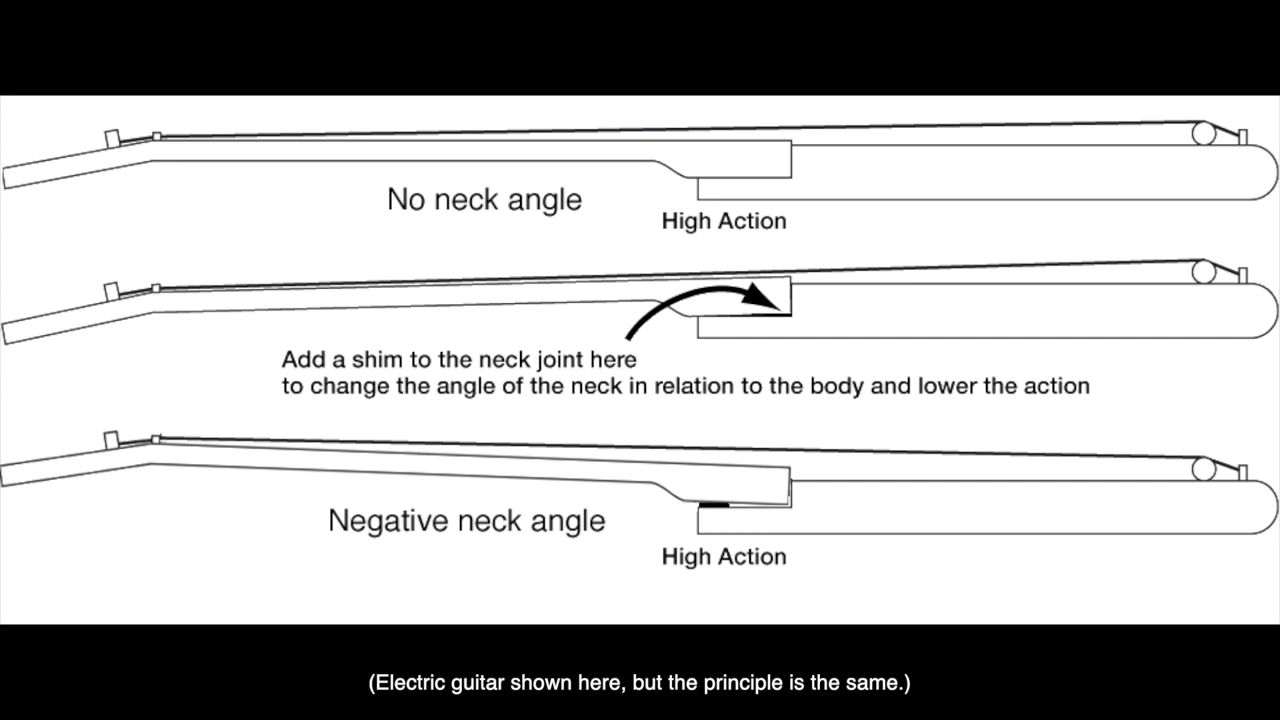 No neck angle
High Action
Add a shim to the neck joint here
to change the angle of the neck in relation to the body and lower the action
Negative neck angle
High Action
(Electric guitar shown here, but the principle is the same.)